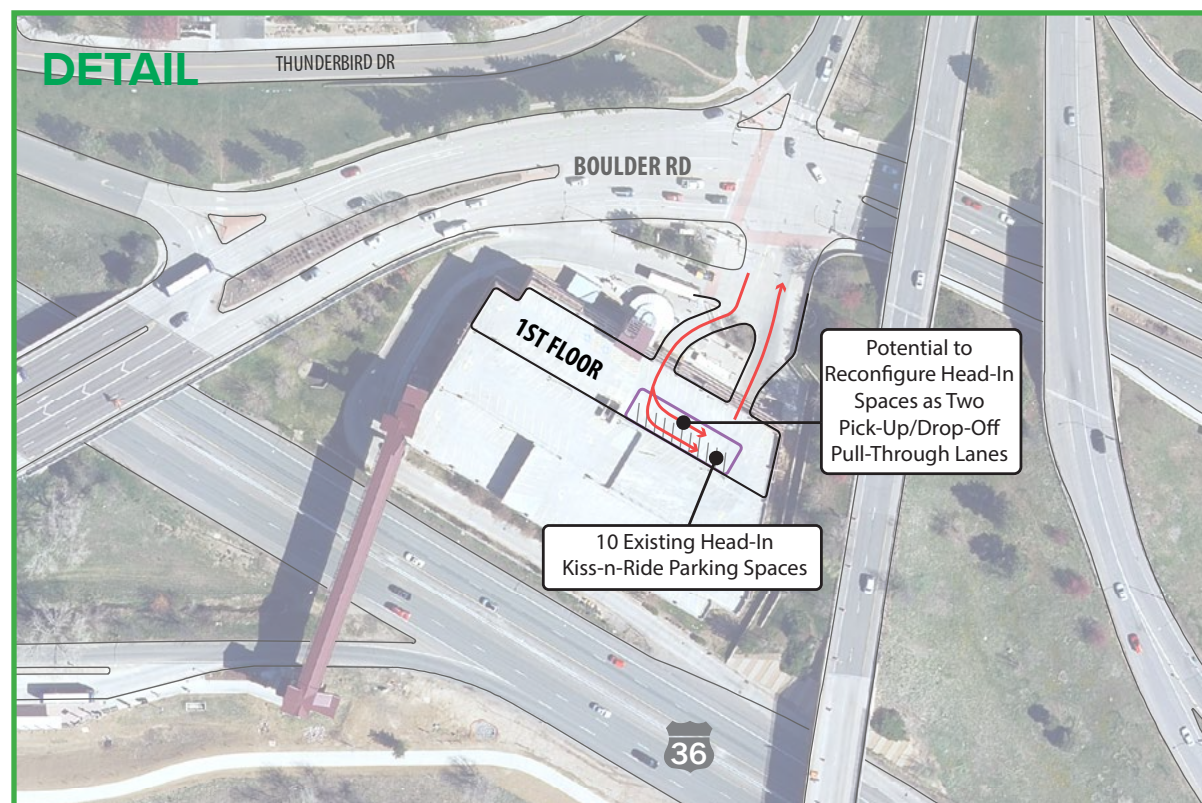 DETAIL
THUNDERBIRD DR
BOULDER RD
1ST FLOOR
Potential to
Reconfigure Head-In
Spaces as Two
Pick-Up/Drop-Off
Pull-Through Lanes
10 Existing Head-In
Kiss-n-Ride Parking Spaces
36